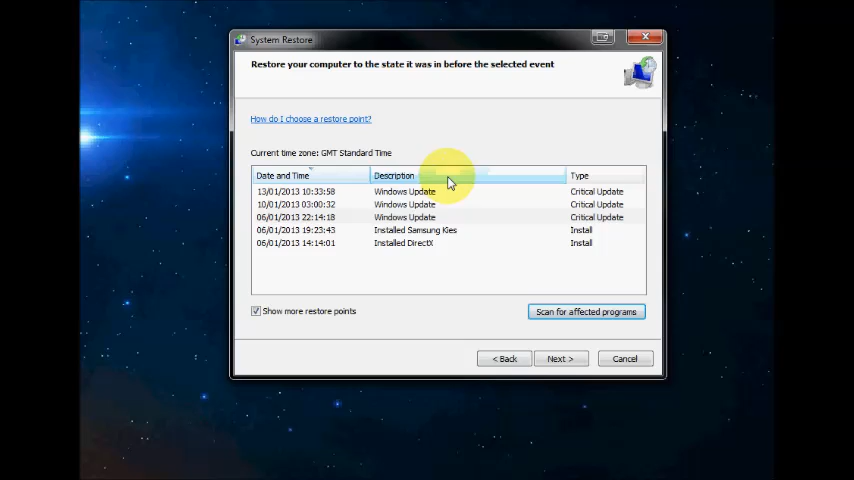 System Restore
Restore your computer to the state it was in before the selected event
How do I choose a restore point?
Current time zone: GMT Standard Time
Date and Time Description Type
13/01/2013 10:33:58 Windows Update Critical Update
10/01/2013 03:00:32 Windows Update Critical Update
06/01/2013 22:14:18 Windows Update Critical Update
06/01/2013 19:23:43 Installed Samsung Kies Install
06/01/2013 14:14:01 Installed DirectX Install
Show more restore points Scan for affected programs
< Back Next > Cancel